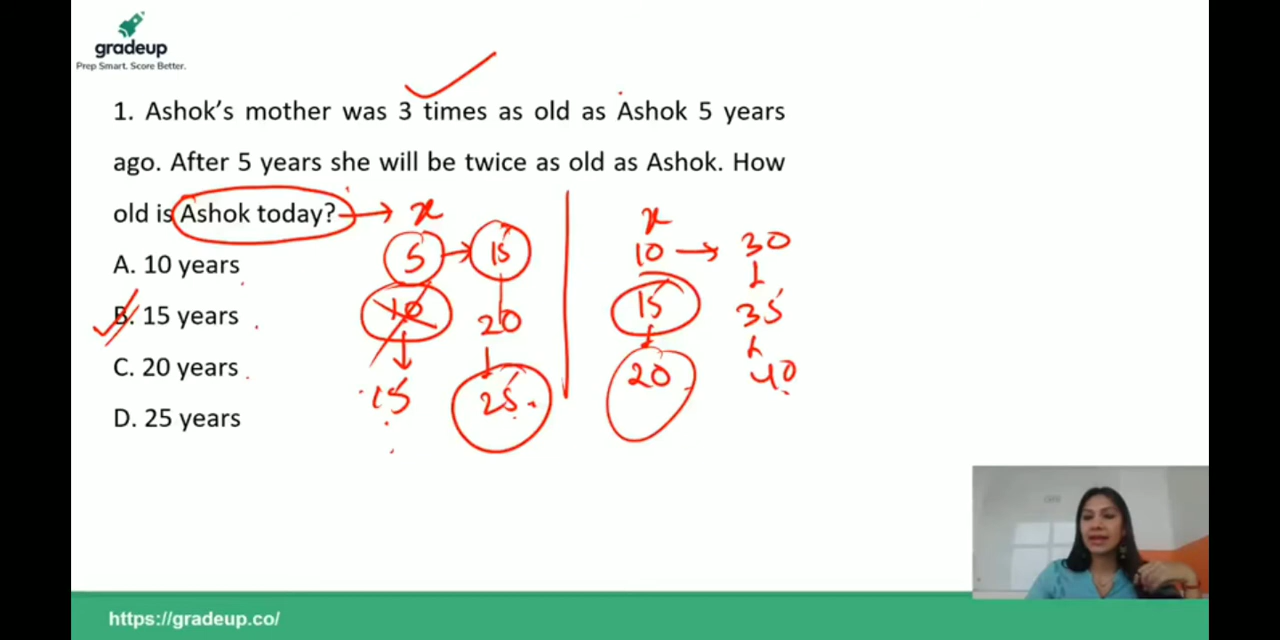 gradeup
Prep Smart. Score Better.
1. Ashok's mother was 3 times as old as Ashok 5 years
ago. After 5 years she will be twice as old as Ashok. How
old is Ashok today? → x
x
A. 10 years
5 → 15
10 → 30
B. 15 years
10
20
15
35
C. 20 years
15
25
20
40
D. 25 years
https://gradeup.co/